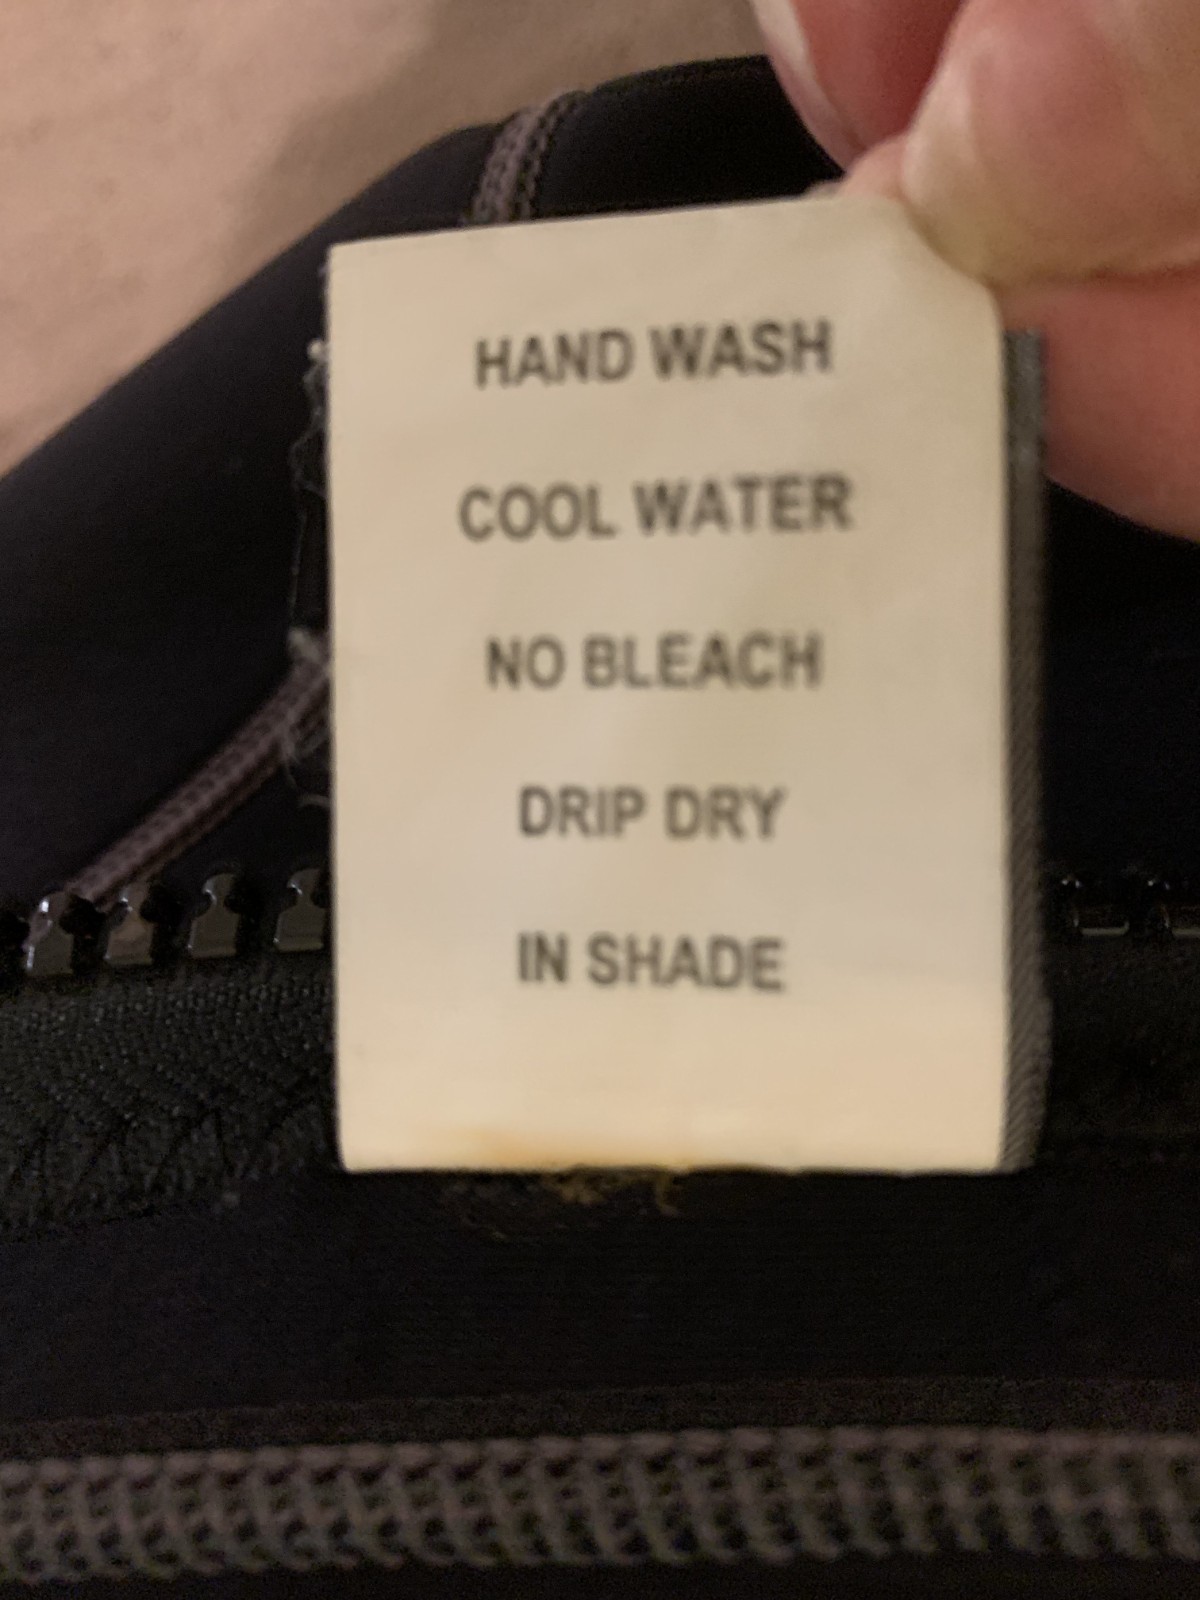 HAND WASH
COOL WATER
NO BLEACH
DRIP DRY
IN SHADE